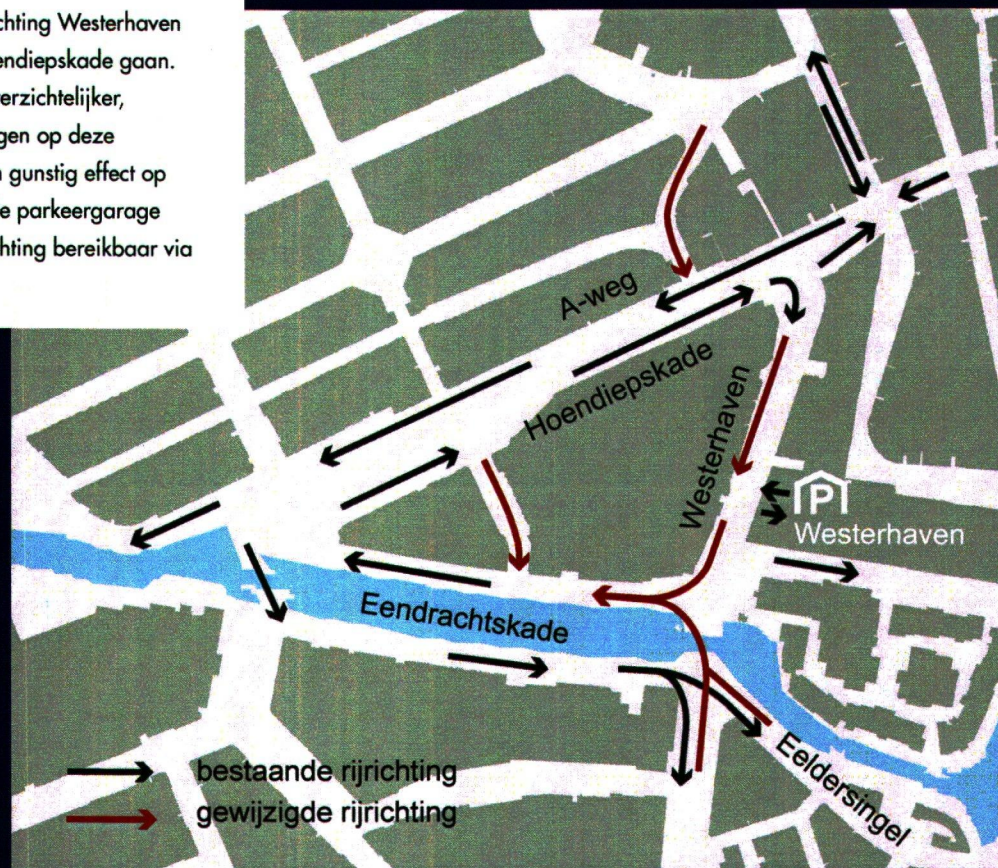 chting Westerhaven
endiepskade gaan.
erzichtelijker,
gen op deze
n gunstig effect op
e parkeergarage
chting bereikbaar via
A-weg
Hoendiepskade
Westerhaven
P
Westerhaven
Eendrachtskade
Eeldersingel
bestaande rijrichting
gewijzigde rijrichting